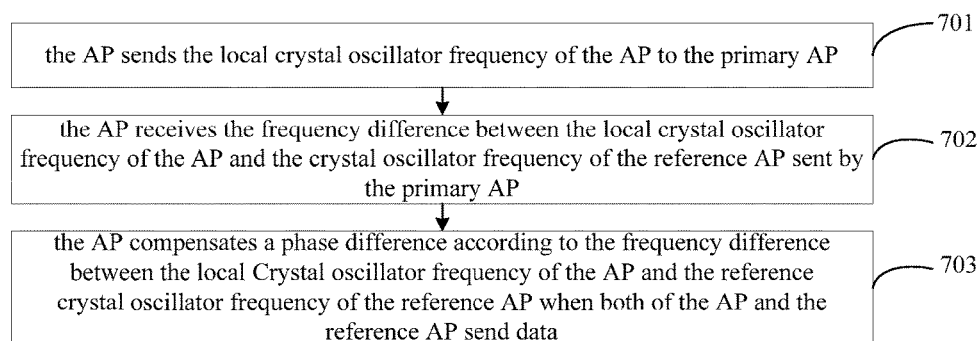 the AP sends the local crystal oscillator frequency of the AP to the primary AP
701
the AP receives the frequency difference between the local crystal oscillator
frequency of the AP and the crystal oscillator frequency of the reference AP sent by
the primary AP
702
the AP compensates a phase difference according to the frequency difference
between the local Crystal oscillator frequency of the AP and the reference
crystal oscillator frequency of the reference AP when both of the AP and the
reference AP send data
703